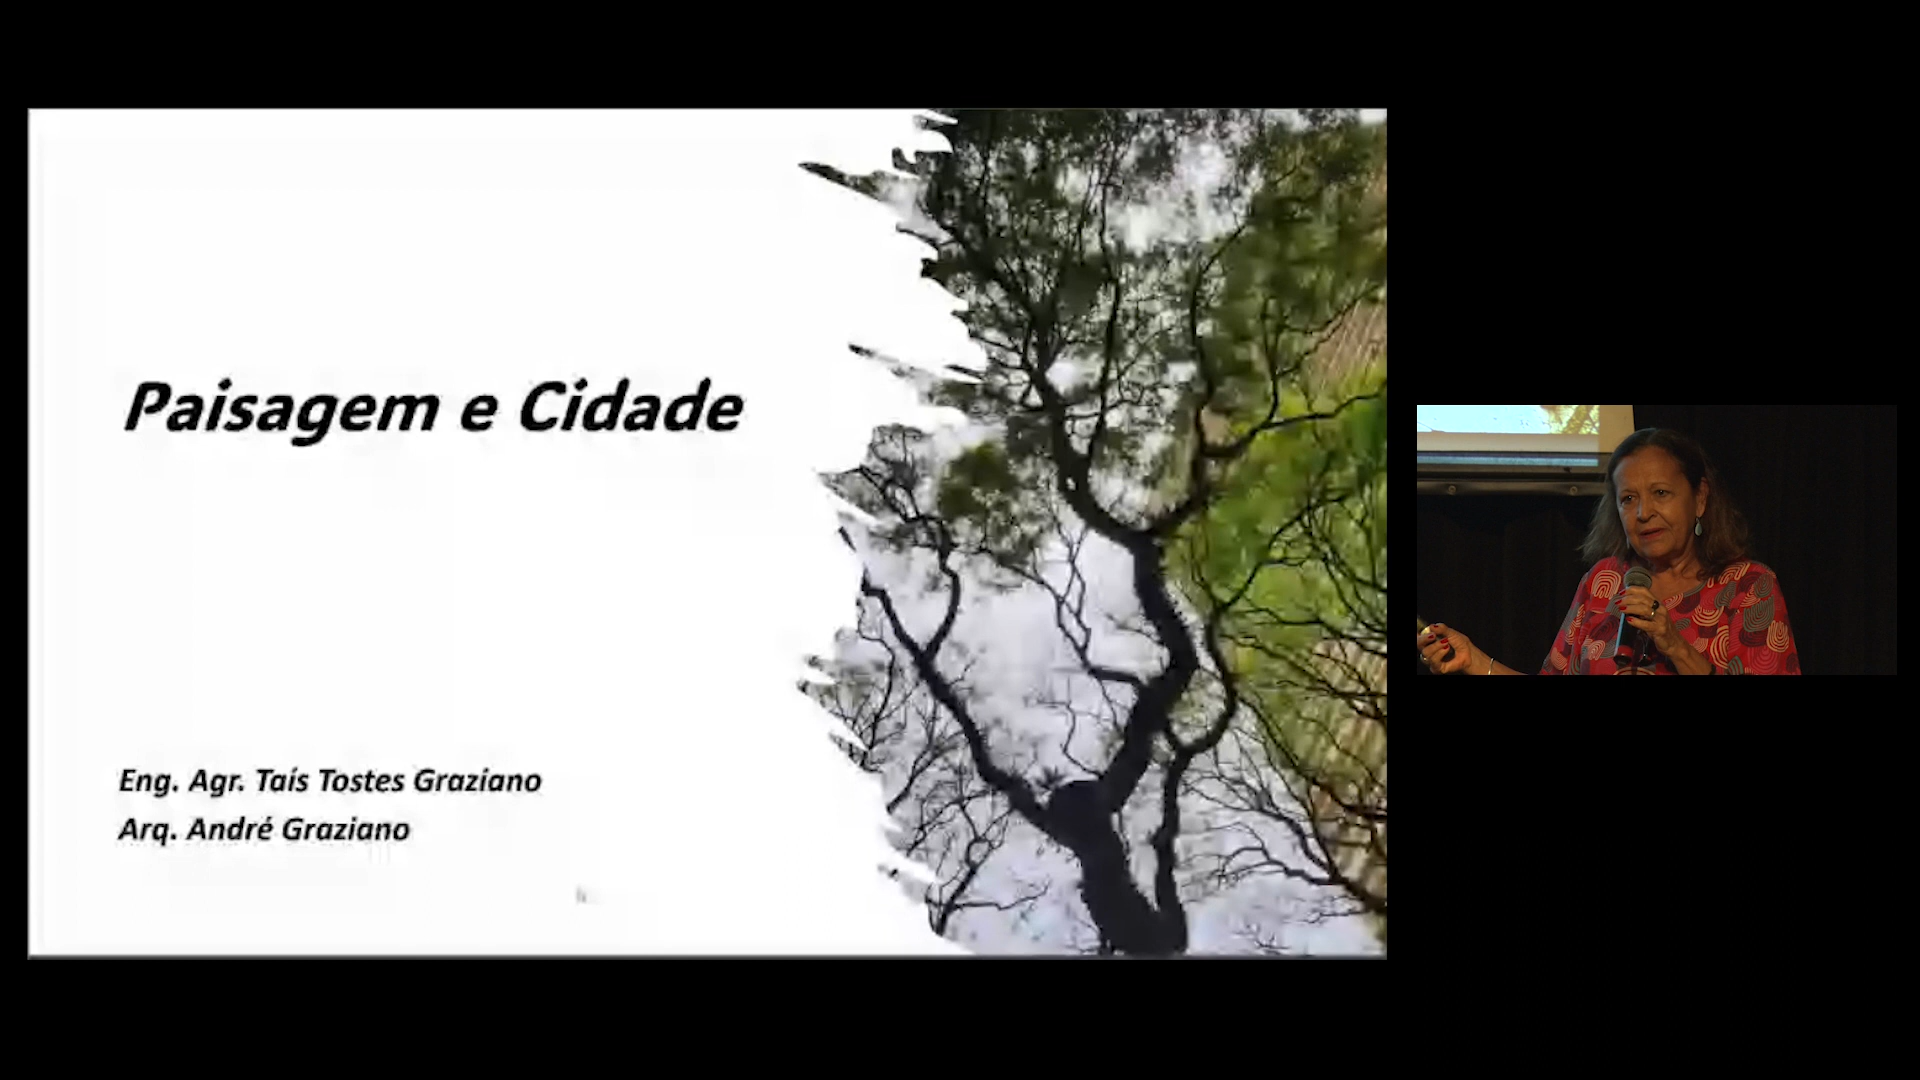 Paisagem e Cidade
Eng. Agr. Taís Tostes Graziano
Arq. André Graziano